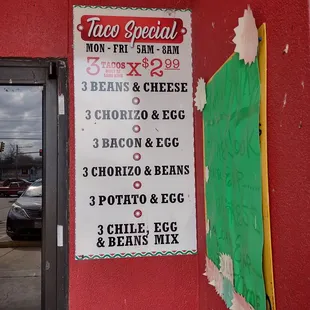 Taco Special
MON - FRI 5AM - 8AM
3 TACOS X $2.99
3 BEANS & CHEESE
3 CHORIZO & EGG
3 BACON & EGG
3 CHORIZO & BEANS
3 POTATO & EGG
3 CHILE, EGG
& BEANS MIX